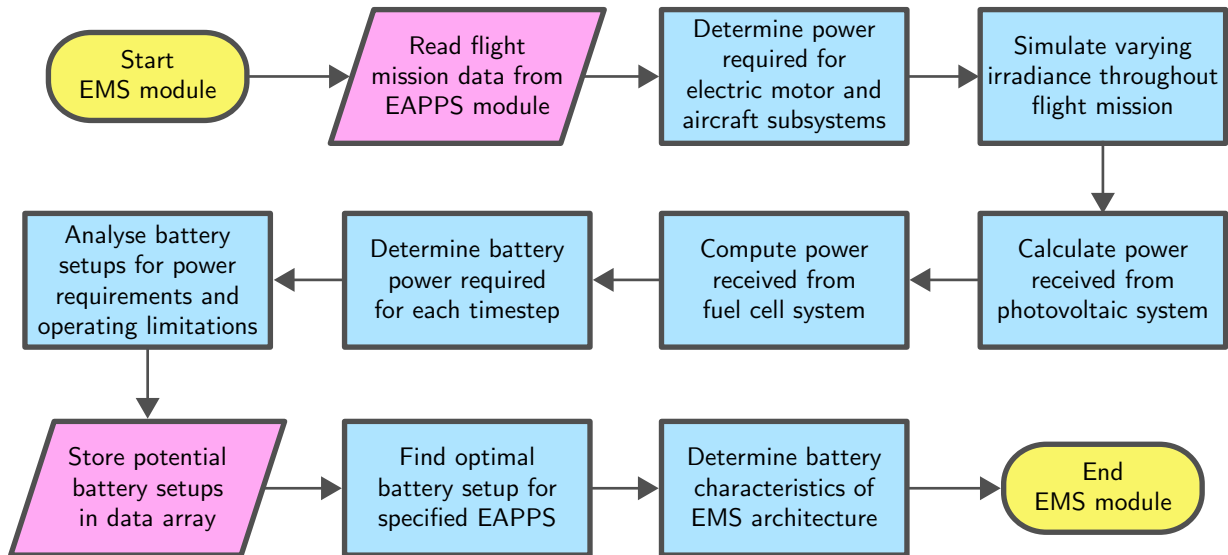 Start
EMS module
Read flight
mission data from
EAPPS module
Determine power
required for
electric motor and
aircraft subsystems
Simulate varying
irradiance throughout
flight mission
Calculate power
received from
photovoltaic system
Compute power
received from
fuel cell system
Determine battery
power required
for each timestep
Analyse battery
setups for power
requirements and
operating limitations
Store potential
battery setups
in data array
Find optimal
battery setup for
specified EAPPS
Determine battery
characteristics of
EMS architecture
End
EMS module